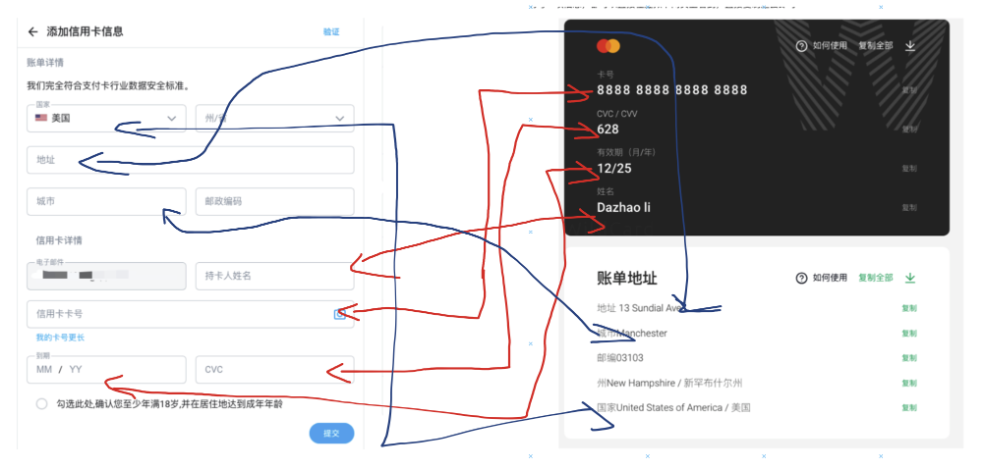 添加信用卡信息
验证
账单详情
我们完全符合支付卡行业数据安全标准。
国家
美国
州/省
地址
城市
邮政编码
信用卡详情
电子邮件
持卡人姓名
信用卡卡号
我的卡号更长
到期
MM / YY
CVC
勾选此处,确认您至少年满18岁,并在居住地达到成年年龄
提交
如何使用 复制全部
卡号
8888 8888 8888 8888
复制
CVC / CVV
628
复制
有效期（月/年）
12/25
复制
姓名
Dazhao li
复制
账单地址
如何使用 复制全部
地址 13 Sundial Ave
复制
城市Manchester
复制
邮编03103
复制
州New Hampshire / 新罕布什尔州
复制
国家United States of America / 美国
复制